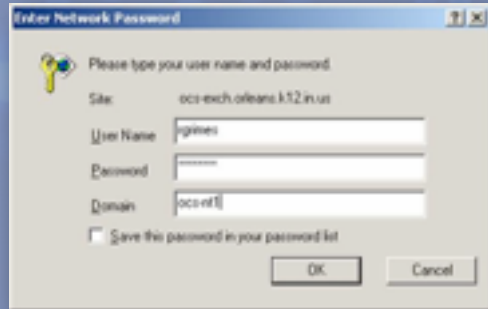 Enter Network Password
Please type your user name and password.
Site: ocs-exch.orleans.k12.in.us
User Name rgrimes
Password
Domain ocs-nt1
Save this password in your password list
OK Cancel